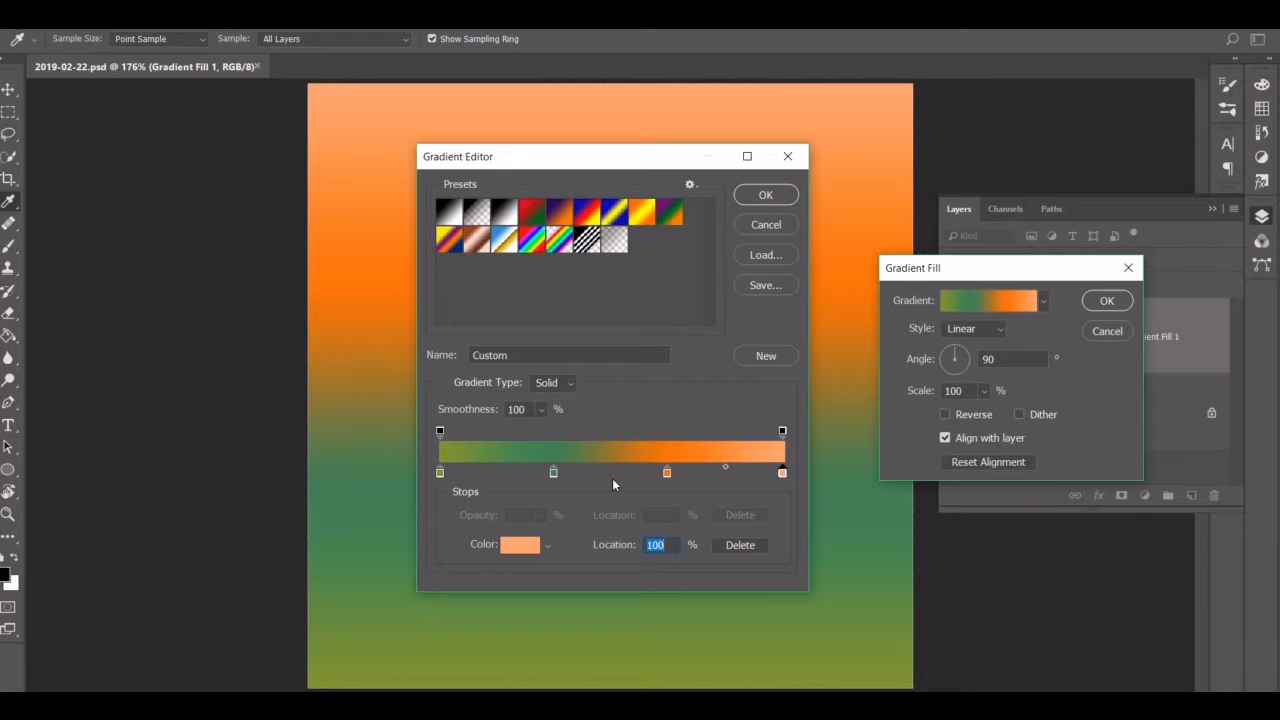 Sample Size: Point Sample Sample: All Layers Show Sampling Ring
2019-02-22.psd @ 176% (Gradient Fill 1, RGB/8)
Gradient Editor
Presets
OK
Cancel
Load...
Save...
Name: Custom
New
Gradient Type: Solid
Smoothness: 100 %
Stops
Opacity: % Location: % Delete
Color: Location: 100 % Delete
Layers Channels Paths
Kind
Gradient Fill
Gradient: OK
Style: Linear Cancel
Angle: 90 °
Scale: 100 %
Reverse Dither
Align with layer
Reset Alignment
ent Fill 1
fx